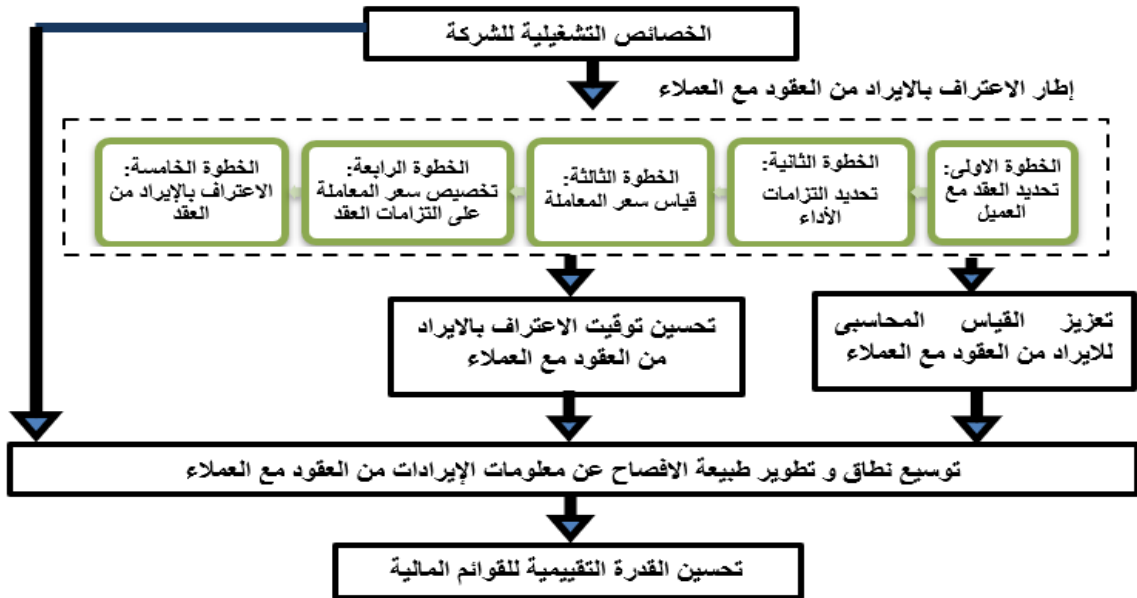 الخصائص التشغيلية للشركة
إطار الاعتراف بالايراد من العقود مع العملاء
الخطوة الاولى:
تحديد العقد مع
العميل
الخطوة الثانية:
تحديد التزامات
الأداء
الخطوة الثالثة:
قياس سعر المعاملة
الخطوة الرابعة:
تخصيص سعر المعاملة
على التزامات العقد
الخطوة الخامسة:
الاعتراف بالإيراد من
العقد
تعزيز القياس المحاسبى
للايراد من العقود مع العملاء
تحسين توقيت الاعتراف بالايراد
من العقود مع العملاء
توسيع نطاق و تطوير طبيعة الافصاح عن معلومات الإيرادات من العقود مع العملاء
تحسين القدرة التقييمية للقوائم المالية